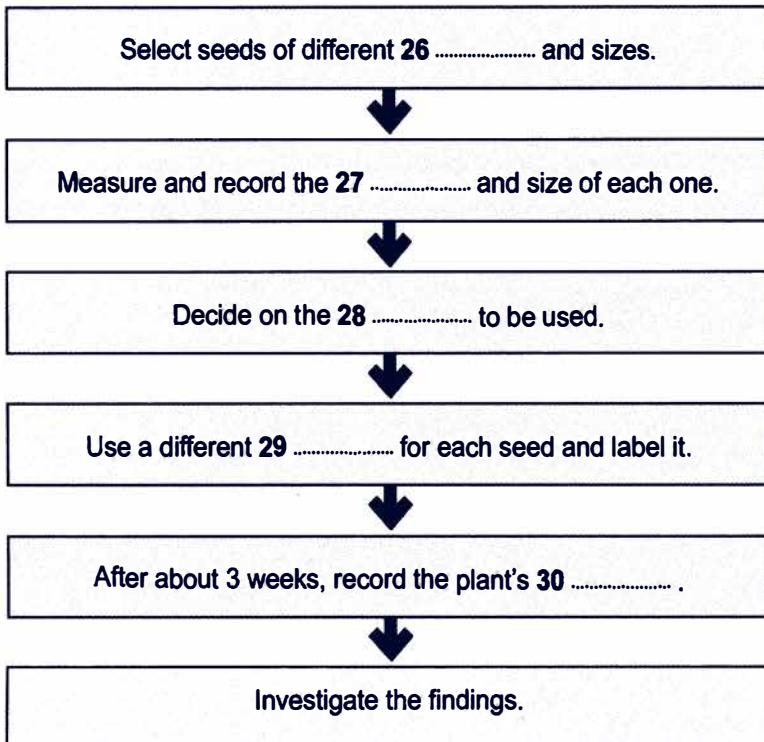 Select seeds of different 26 ..................... and sizes.
Measure and record the 27 ..................... and size of each one.
Decide on the 28 ..................... to be used.
Use a different 29 ..................... for each seed and label it.
After about 3 weeks, record the plant's 30 ..................... .
Investigate the findings.